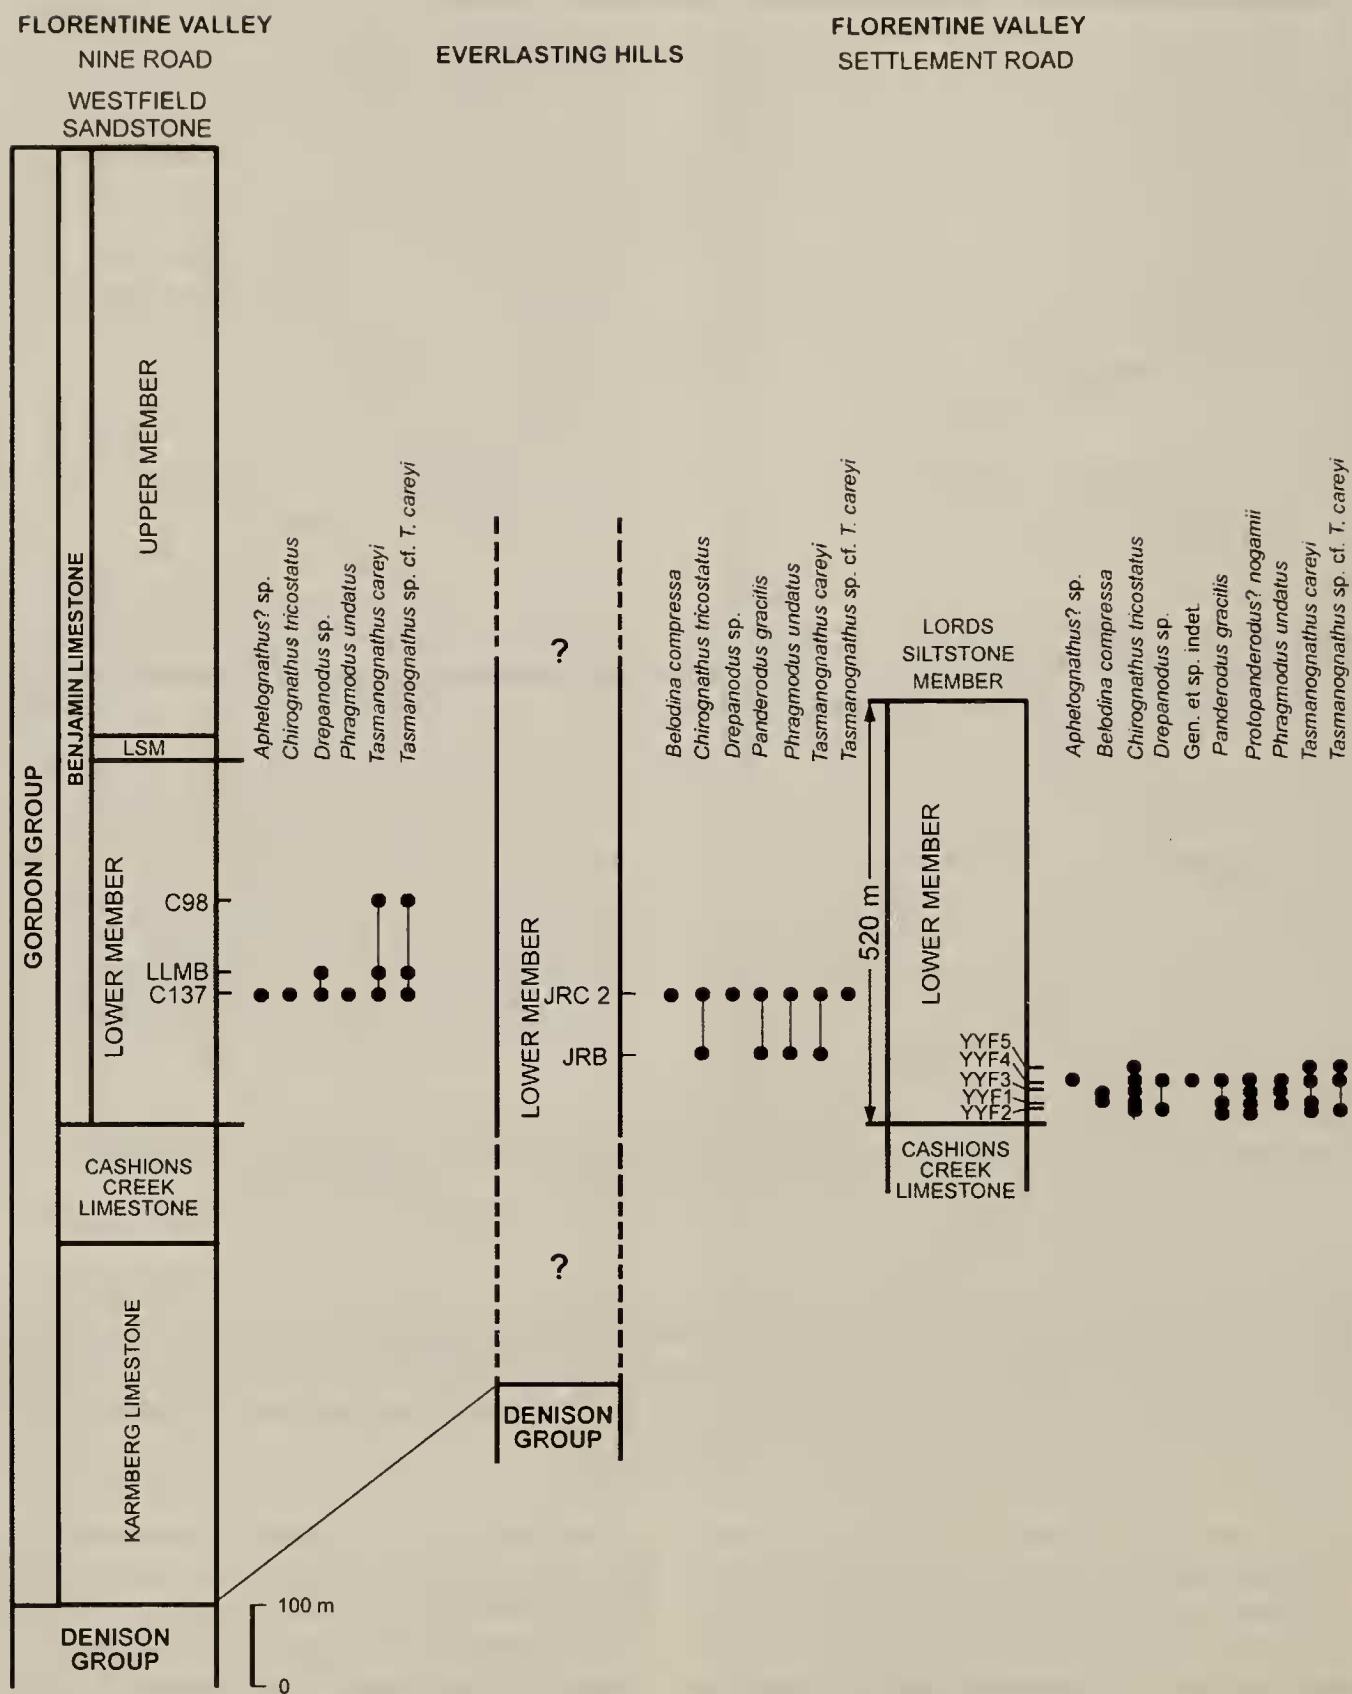 FLORENTINE VALLEY
NINE ROAD
WESTFIELD
SANDSTONE
GORDON GROUP
BENJAMIN LIMESTONE
UPPER MEMBER
LSM
LOWER MEMBER
C98
LLMB
C137
CASHIONS
CREEK
LIMESTONE
KARMBERG LIMESTONE
DENISON
GROUP
100 m
0
Aphelognathus? sp.
Chirognathus tricostatus
Drepanodus sp.
Phragmodus undatus
Tasmanognathus careyi
Tasmanognathus sp. cf. T. careyi
EVERLASTING HILLS
?
LOWER MEMBER
JRC 2
JRB
?
DENISON
GROUP
Belodina compressa
Chirognathus tricostatus
Drepanodus sp.
Panderodus gracilis
Phragmodus undatus
Tasmanognathus careyi
Tasmanognathus sp. cf. T. careyi
FLORENTINE VALLEY
SETTLEMENT ROAD
LORDS
SILTSTONE
MEMBER
520 m
LOWER MEMBER
YYF5
YYF4
YYF3
YYF1
YYF2
CASHIONS
CREEK
LIMESTONE
Aphelognathus? sp.
Belodina compressa
Chirognathus tricostatus
Drepanodus sp.
Gen. et sp. indet.
Panderodus gracilis
Protopanderodus? nogamii
Phragmodus undatus
Tasmanognathus careyi
Tasmanognathus sp. cf. T. careyi